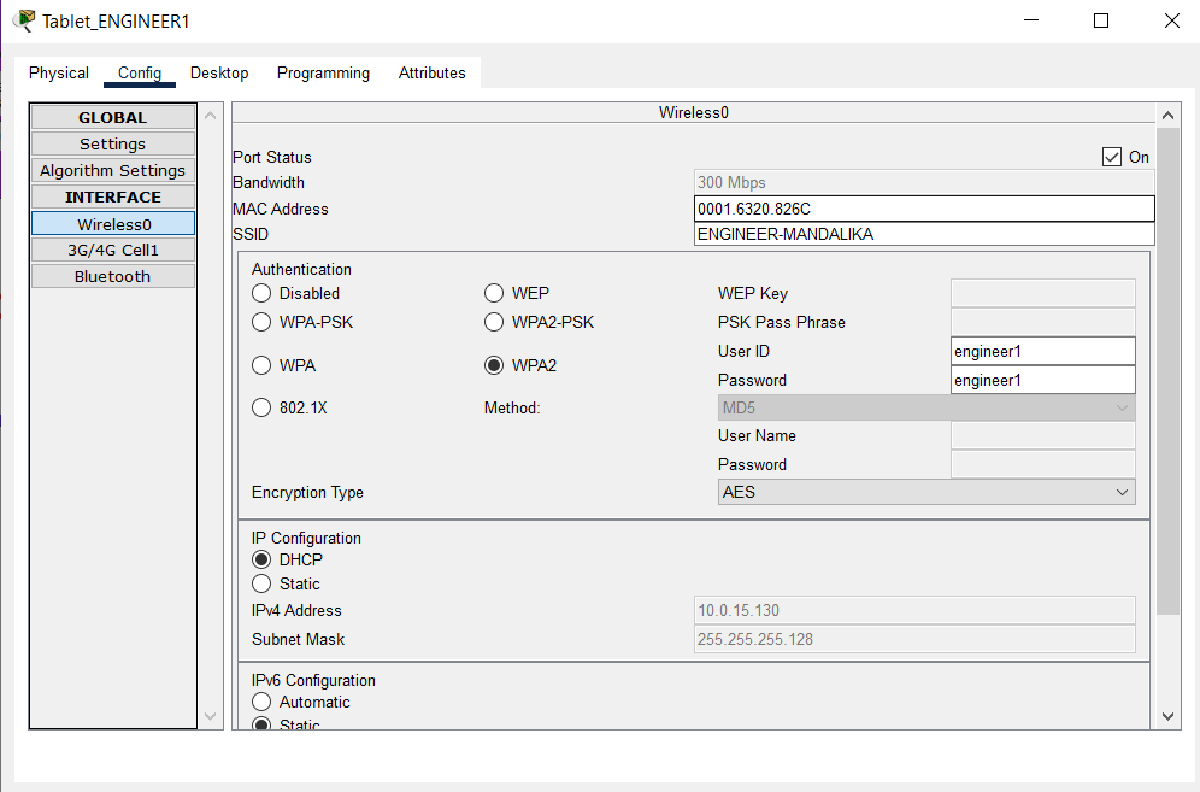 Tablet_ENGINEER1
Physical Config Desktop Programming Attributes
GLOBAL
Settings
Algorithm Settings
INTERFACE
Wireless0
3G/4G Cell1
Bluetooth
Wireless0
Port Status On
Bandwidth 300 Mbps
MAC Address 0001.6320.826C
SSID ENGINEER-MANDALIKA
Authentication
Disabled WEP WEP Key
WPA-PSK WPA2-PSK PSK Pass Phrase
User ID engineer1
WPA WPA2
Password engineer1
802.1X Method: MD5
User Name
Password
Encryption Type AES
IP Configuration
DHCP
Static
IPv4 Address 10.0.15.130
Subnet Mask 255.255.255.128
IPv6 Configuration
Automatic
Static